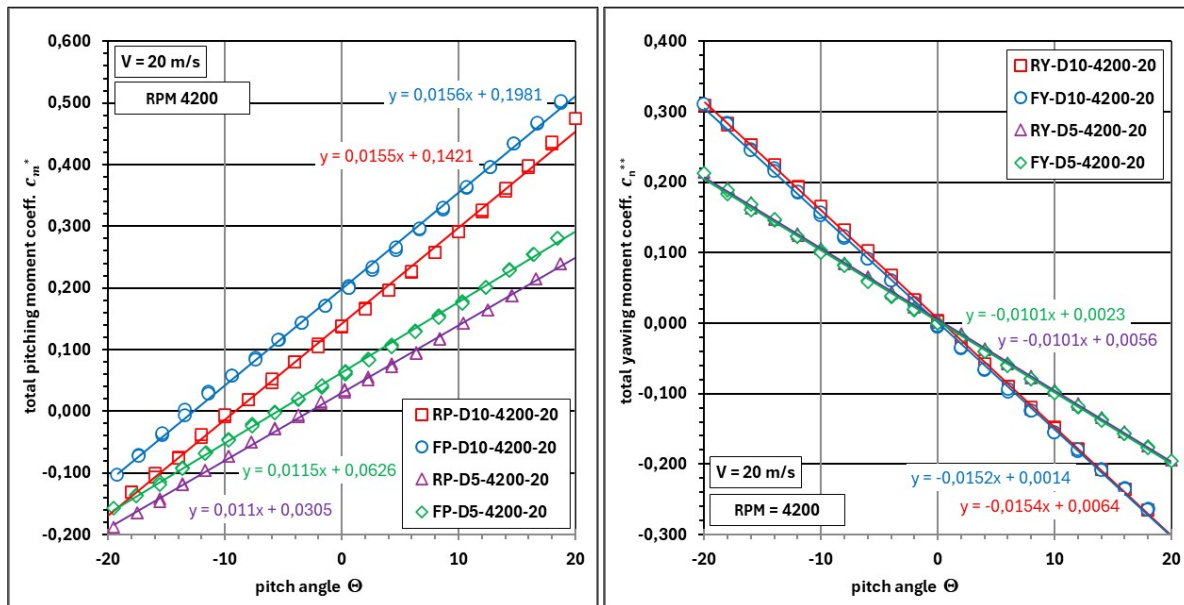 0,600
0,500
0,400
0,300
0,200
0,100
0,000
-0,100
-0,200
total pitching moment coeff. cm*
V = 20 m/s
RPM 4200
y = 0,0156x + 0,1981
y = 0,0155x + 0,1421
RP-D10-4200-20
FP-D10-4200-20
RP-D5-4200-20
FP-D5-4200-20
y = 0,0115x + 0,0626
y = 0,011x + 0,0305
-20
-10
0
10
20
pitch angle Θ
0,400
0,300
0,200
0,100
0,000
-0,100
-0,200
-0,300
total yawing moment coeff. cn**
RY-D10-4200-20
FY-D10-4200-20
RY-D5-4200-20
FY-D5-4200-20
y = -0,0101x + 0,0023
y = -0,0101x + 0,0056
V = 20 m/s
RPM = 4200
y = -0,0152x + 0,0014
y = -0,0154x + 0,0064
-20
-10
0
10
20
pitch angle Θ